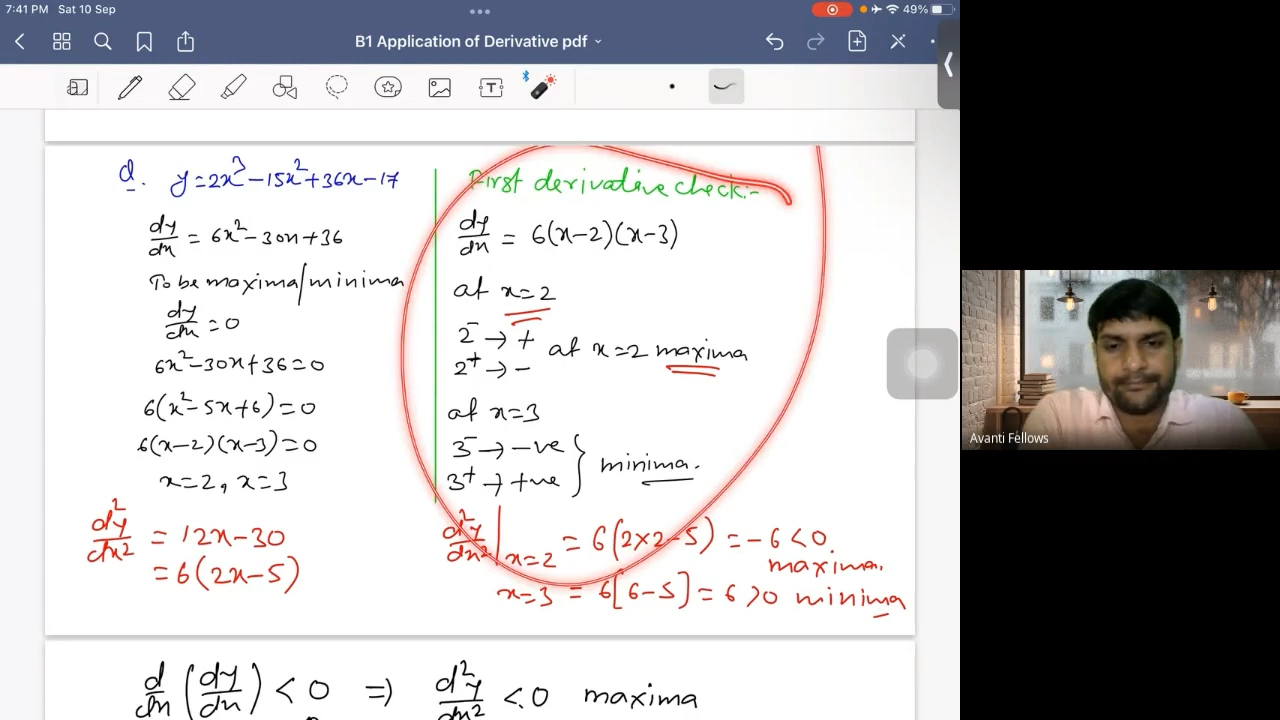 7:41 PM Sat 10 Sep
49%
B1 Application of Derivative pdf
T
Q. y=2x³-15x²+36x-17
dy/dx = 6x²-30x+36
To be maxima/minima
dy/dx = 0
6x²-30x+36=0
6(x²-5x+6)=0
6(x-2)(x-3)=0
x=2, x=3
d²y/dx² = 12x-30
= 6(2x-5)
First derivative check:-
dy/dx = 6(x-2)(x-3)
at x=2
2⁻ → +
2⁺ → -
at x=2 maxima
at x=3
3⁻ → -ve
3⁺ → +ve
} minima.
d²y/dx² | x=2 = 6(2×2-5) = -6<0
maxima.
x=3 = 6[6-5] = 6>0 minima
d/dx (dy/dx) < 0 ⇒ d²y/dx² < 0 maxima
Avanti Fellows